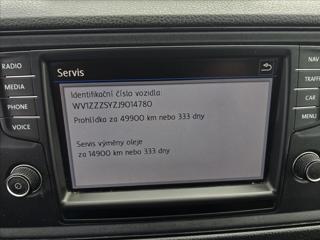 RADIO
MEDIA
PHONE
VOICE
Servis
Identifikační číslo vozidla:
WV1ZZZSYZJ9014780
Prohlídka za 49900 km nebo 333 dny
Servis výměny oleje
za 14900 km nebo 333 dny
NAV
TRAFFI
CAR
MENU